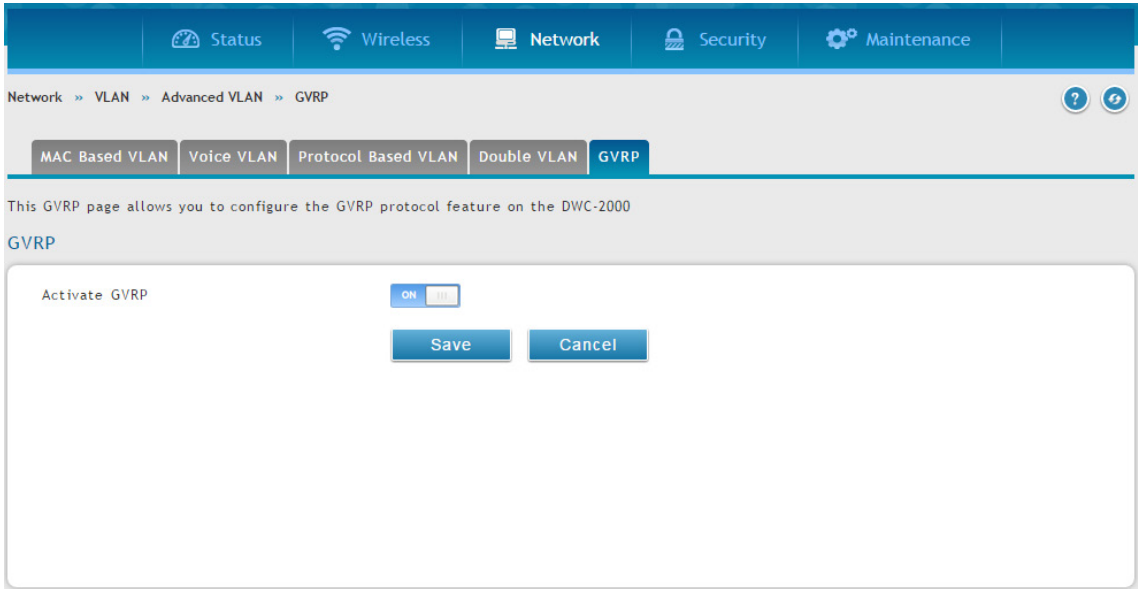 Status Wireless Network Security Maintenance
Network » VLAN » Advanced VLAN » GVRP ?
MAC Based VLAN Voice VLAN Protocol Based VLAN Double VLAN GVRP
This GVRP page allows you to configure the GVRP protocol feature on the DWC-2000
GVRP
Activate GVRP ON
Save Cancel